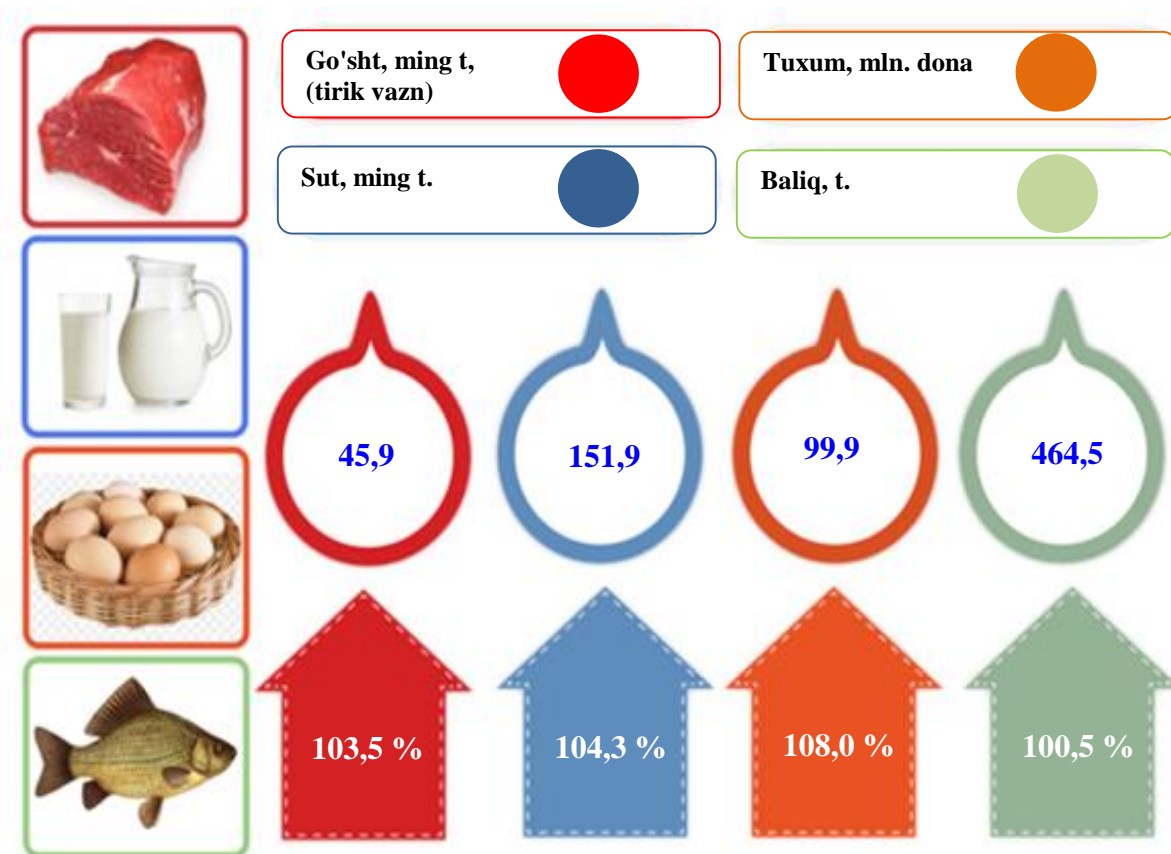 Go'sht, ming t,
(tirik vazn)
Tuxum, mln. dona
Sut, ming t.
Baliq, t.
45,9
151,9
99,9
464,5
103,5 %
104,3 %
108,0 %
100,5 %